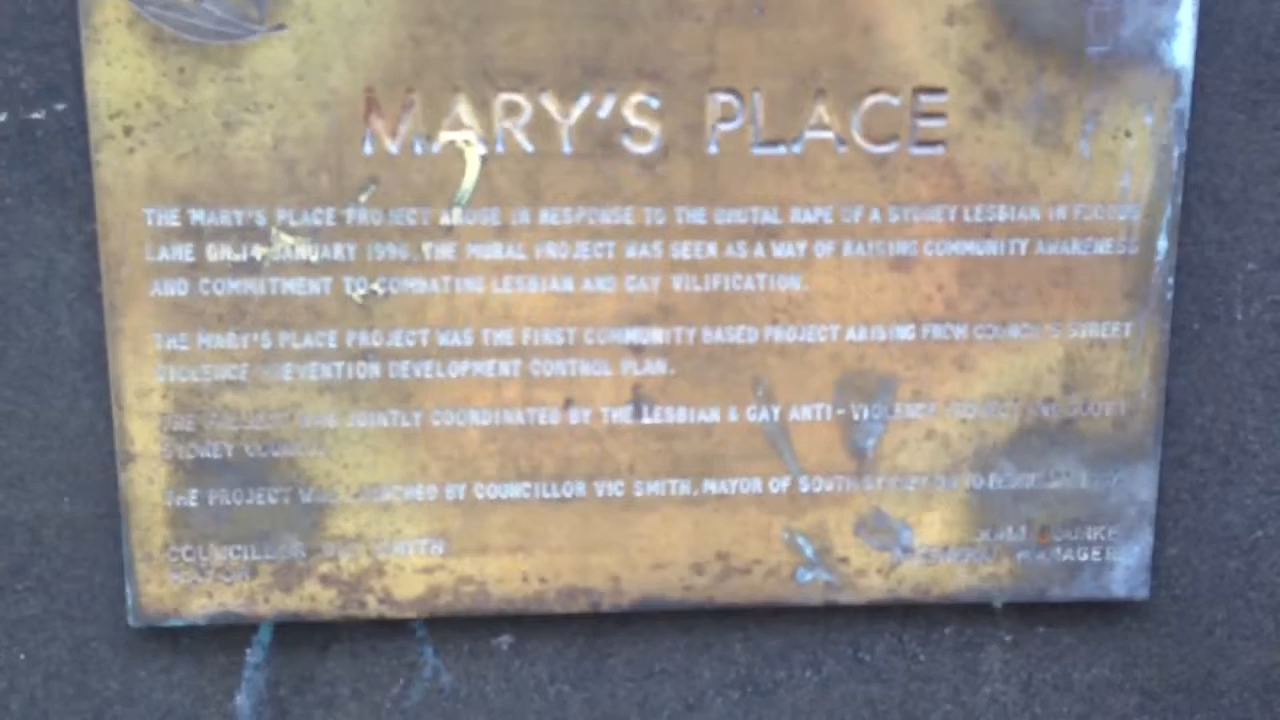 MARY'S PLACE
THE MARY'S PLACE PROJECT AROSE IN RESPONSE TO THE BRUTAL RAPE OF A SYDNEY LESBIAN IN
LANE ON JANUARY 1996. THE MURAL PROJECT WAS SEEN AS A WAY OF RAISING COMMUNITY AWARENESS
AND COMMITMENT TO COMBATING LESBIAN AND GAY VILIFICATION.
THE MARY'S PLACE PROJECT WAS THE FIRST COMMUNITY BASED PROJECT ARISING FROM COUNCIL'S STREET
VIOLENCE PREVENTION DEVELOPMENT CONTROL PLAN.
THE PROJECT WAS JOINTLY COORDINATED BY THE LESBIAN & GAY ANTI-VIOLENCE PROJECT AND SOUTH
SYDNEY COUNCIL.
THE PROJECT WAS LAUNCHED BY COUNCILLOR VIC SMITH, MAYOR OF SOUTH SYDNEY ON
COUNCILLOR VIC SMITH
MAYOR
GENERAL MANAGER